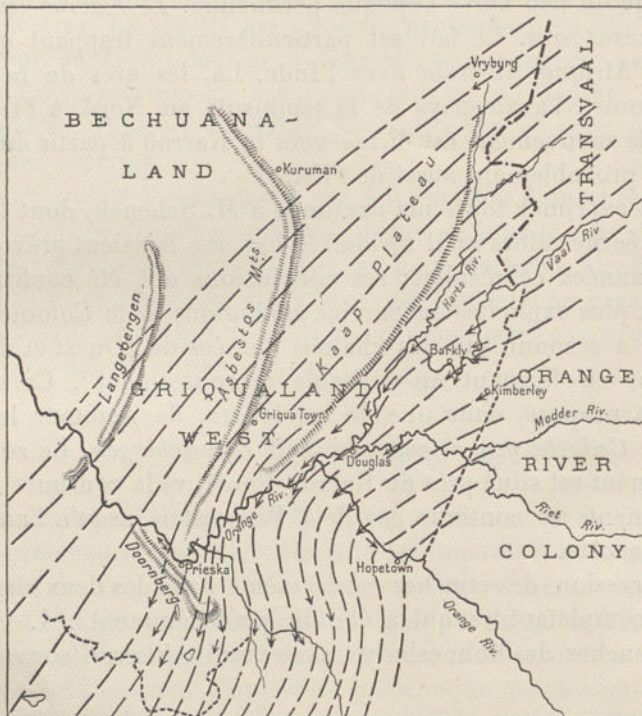 Vryburg
TRANSVAAL
BECHUANA-
LAND
Kuruman
Kaap Plateau
Harts Riv.
Vaal Riv.
Langebergen
Asbestos Mts
Barkly
GRIQUALAND
WEST
Griqua Town
Kimberley
ORANGE
RIVER
COLONY
Modder Riv.
Douglas
Riet Riv.
Orange Riv.
Prieska
Doornberg
Hopetown
Orange Riv.